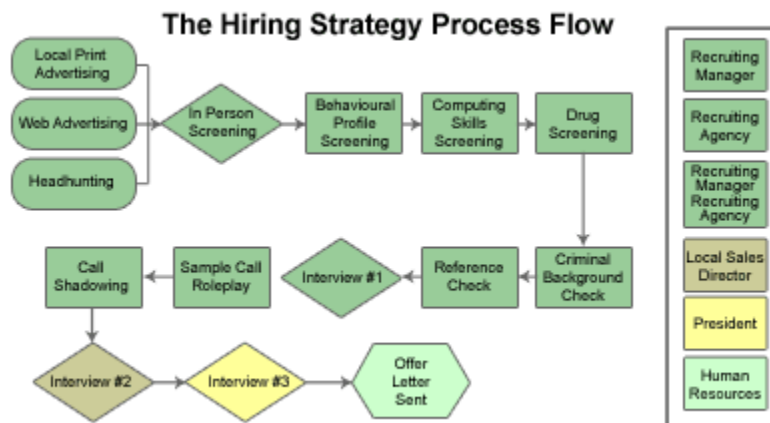 The Hiring Strategy Process Flow
Local Print
Advertising
Web Advertising
Headhunting
In Person
Screening
Behavioural
Profile
Screening
Computing
Skills
Screening
Drug
Screening
Call
Shadowing
Sample Call
Roleplay
Interview #1
Reference
Check
Criminal
Background
Check
Interview #2
Interview #3
Offer
Letter
Sent
Recruiting
Manager
Recruiting
Agency
Recruiting
Manager
Recruiting
Agency
Local Sales
Director
President
Human
Resources